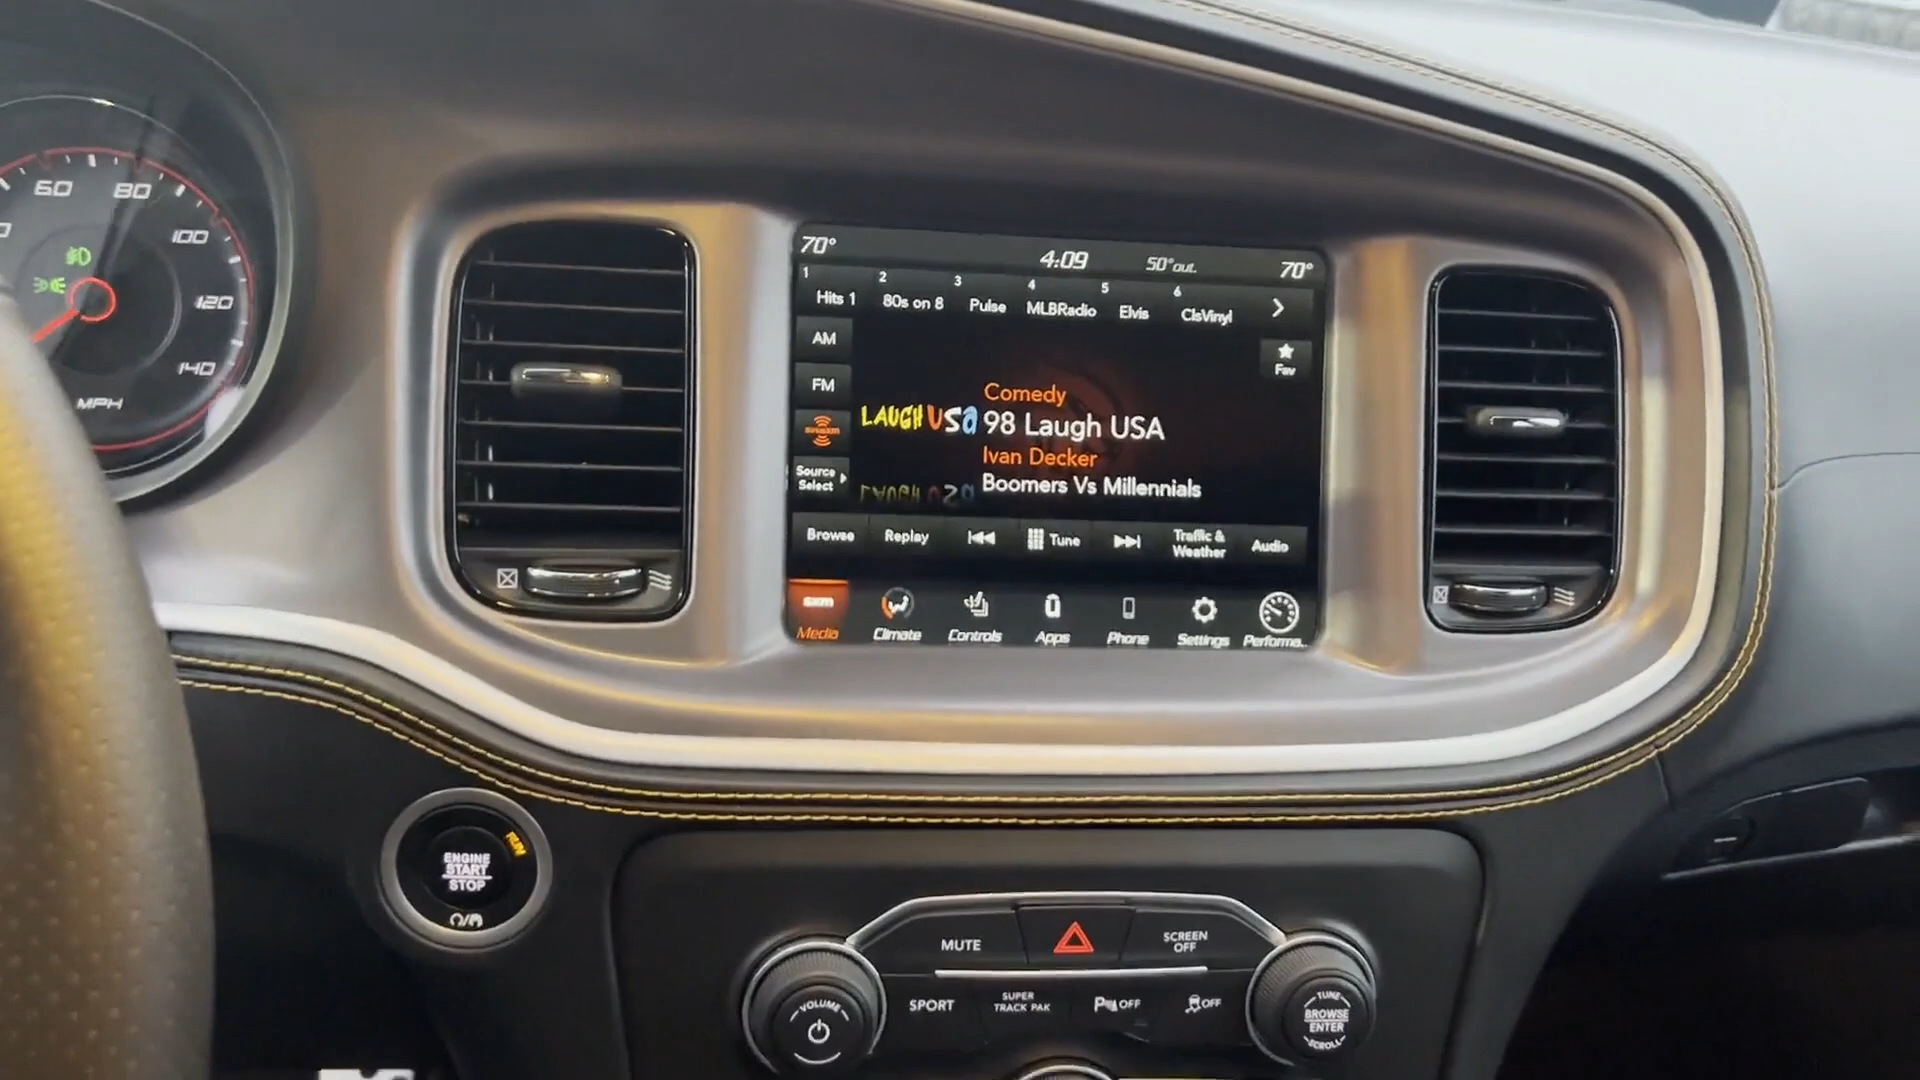 60 80
100
120
140
MPH
70° 4:09 50°out. 70°
1 2 3 4 5 6
Hits 1 80s on 8 Pulse MLBRadio Elvis ClsVinyl
AM
Fav
FM
Comedy
LAUGH USA 98 Laugh USA
Ivan Decker
Source
Select
Boomers Vs Millennials
Browse Replay Tune Traffic & Weather Audio
sxm
Media Climate Controls Apps Phone Settings Performa..
RUN
ENGINE
START
STOP
MUTE SCREEN OFF
SPORT SUPER TRACK PAK P OFF OFF
VOLUME
TUNE
BROWSE
ENTER
SCROLL